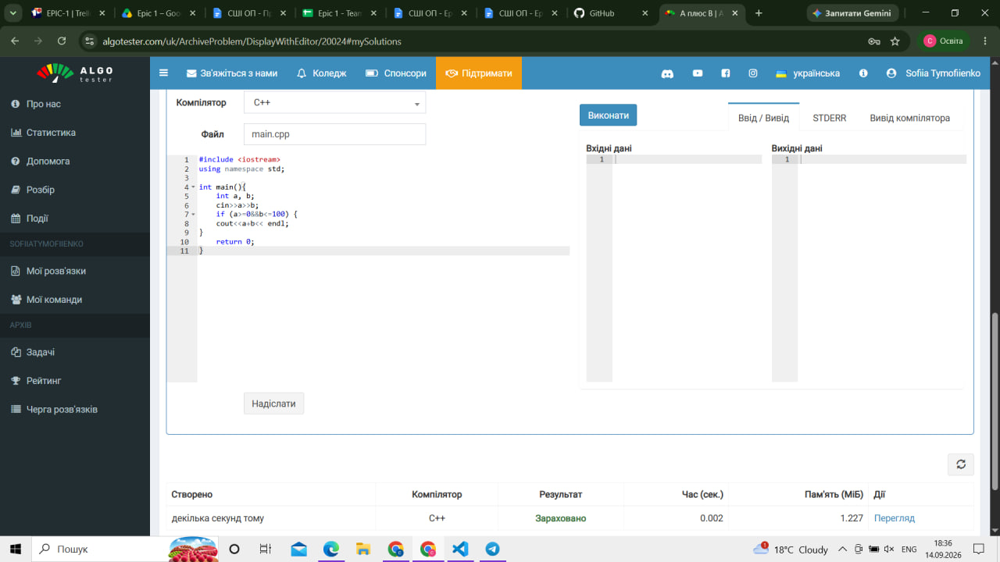 EPIC-1 | Trell
Epic 1 – Goo
СШІ ОП - Пр
Epic 1 - Team
СШІ ОП - Ep
СШІ ОП - Ep
GitHub
А плюс B | A
Запитати Gemini
algotester.com/uk/ArchiveProblem/DisplayWithEditor/20024#mySolutions
С Освіта
ALGO
tester
Зв'яжіться з нами
Коледж
Спонсори
Підтримати
українська
Sofiia Tymofiienko
Про нас
Статистика
Допомога
Розбір
Події
SOFIIATYMOFIIENKO
Мої розв'язки
Мої команди
АРХІВ
Задачі
Рейтинг
Черга розв'язків
Компілятор C++
Файл main.cpp
1 #include <iostream>
2 using namespace std;
3
4 int main(){
5 int a, b;
6 cin>>a>>b;
7 if (a>=0&&b<=100) {
8 cout<<a+b<< endl;
9 }
10 return 0;
11 }
Надіслати
Виконати
Ввід / Вивід
STDERR
Вивід компілятора
Вхідні дані
1
Вихідні дані
1
Створено Компілятор Результат Час (сек.) Пам'ять (МіБ) Дії
декілька секунд тому C++ Зараховано 0.002 1.227 Перегляд
Пошук
1
18°C Cloudy
ENG
18:36
14.09.2026